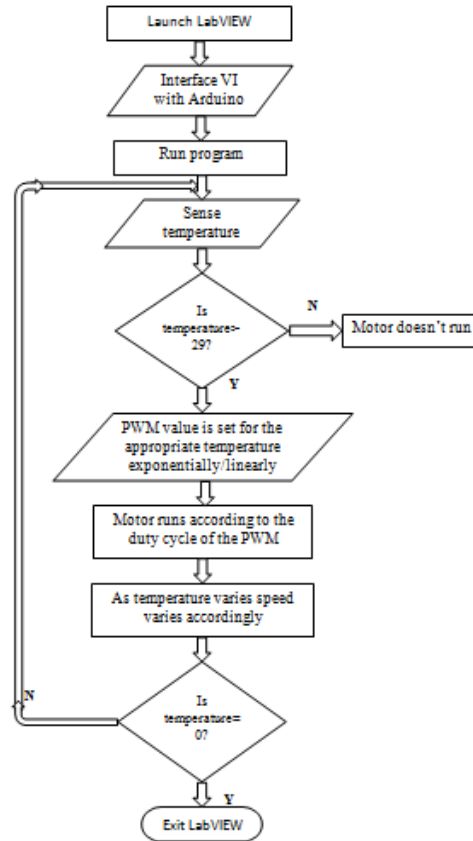 Launch LabVIEW
Interface VI
with Arduino
Run program
Sense
temperature
Is
temperature>-
29?
N
Motor doesn't run
Y
PWM value is set for the
appropriate temperature
exponentially/linearly
Motor runs according to the
duty cycle of the PWM
As temperature varies speed
varies accordingly
N
Is
temperature=
0?
Y
Exit LabVIEW